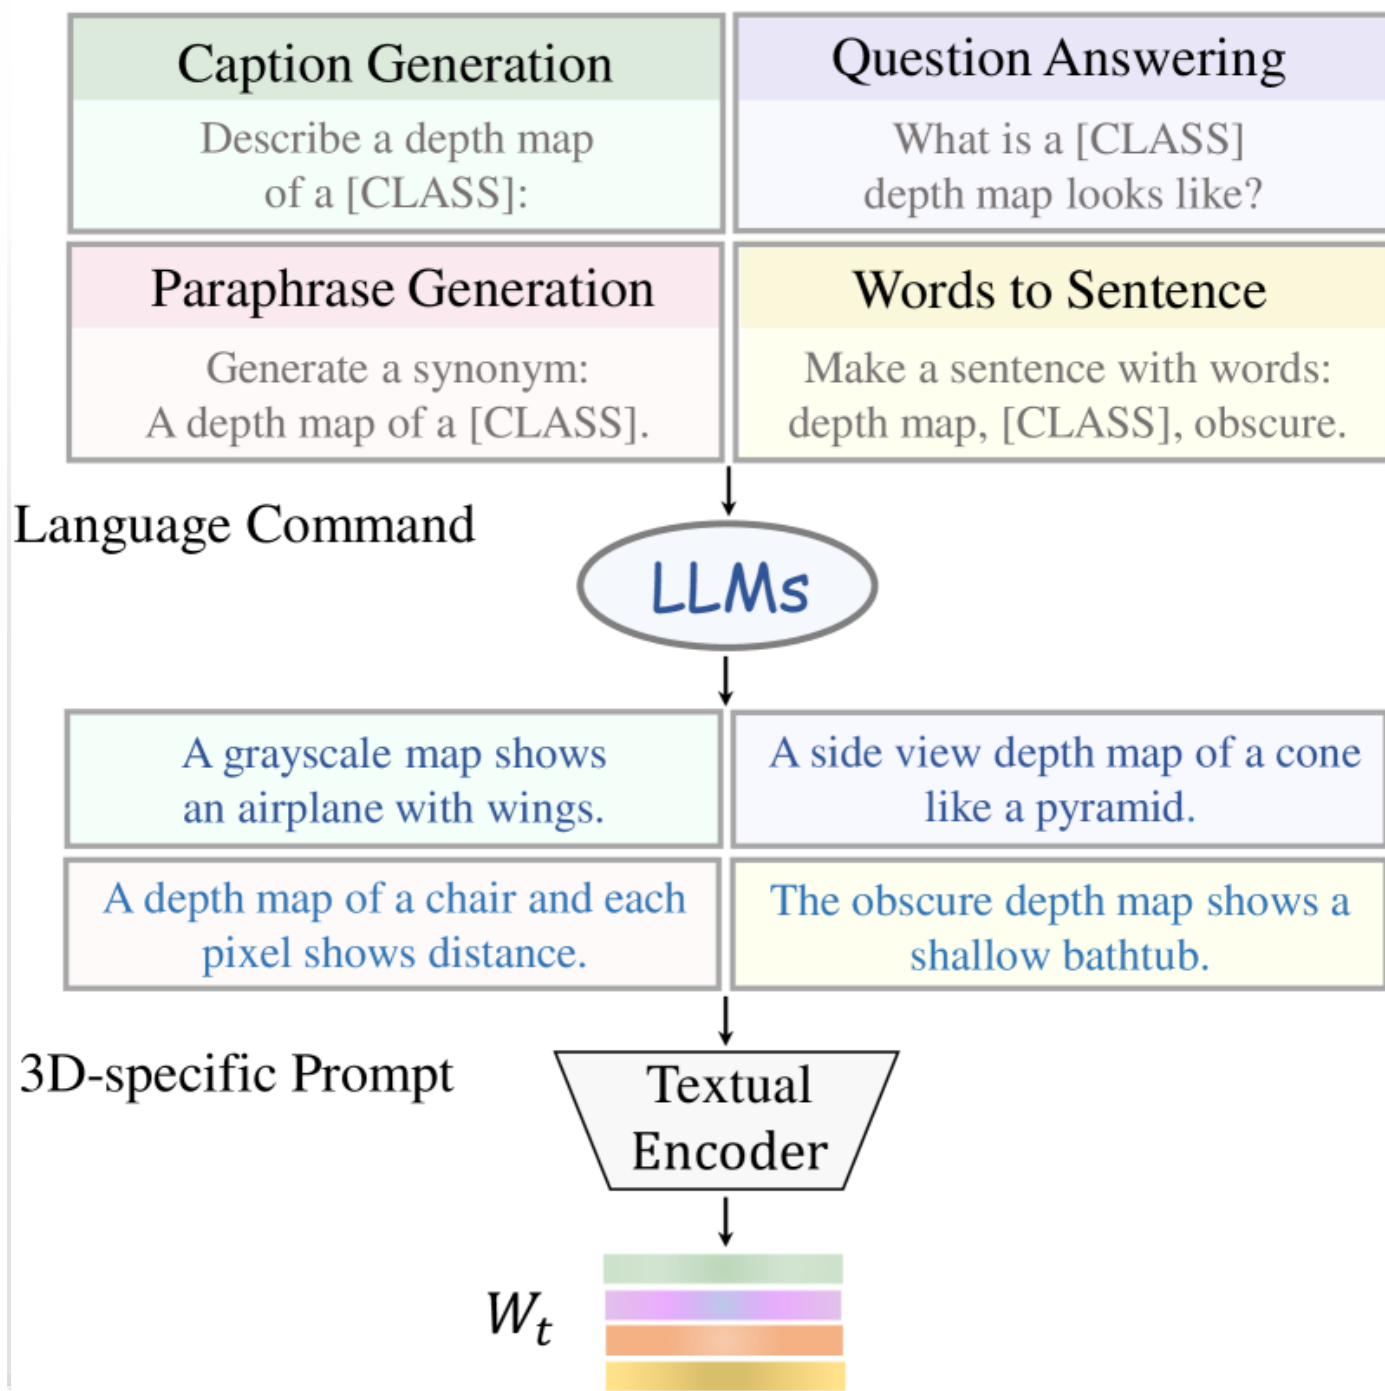 Caption Generation
Describe a depth map
of a [CLASS]:
Question Answering
What is a [CLASS]
depth map looks like?
Paraphrase Generation
Generate a synonym:
A depth map of a [CLASS].
Words to Sentence
Make a sentence with words:
depth map, [CLASS], obscure.
Language Command
LLMs
A grayscale map shows
an airplane with wings.
A side view depth map of a cone
like a pyramid.
A depth map of a chair and each
pixel shows distance.
The obscure depth map shows a
shallow bathtub.
3D-specific Prompt
Textual
Encoder
W_t